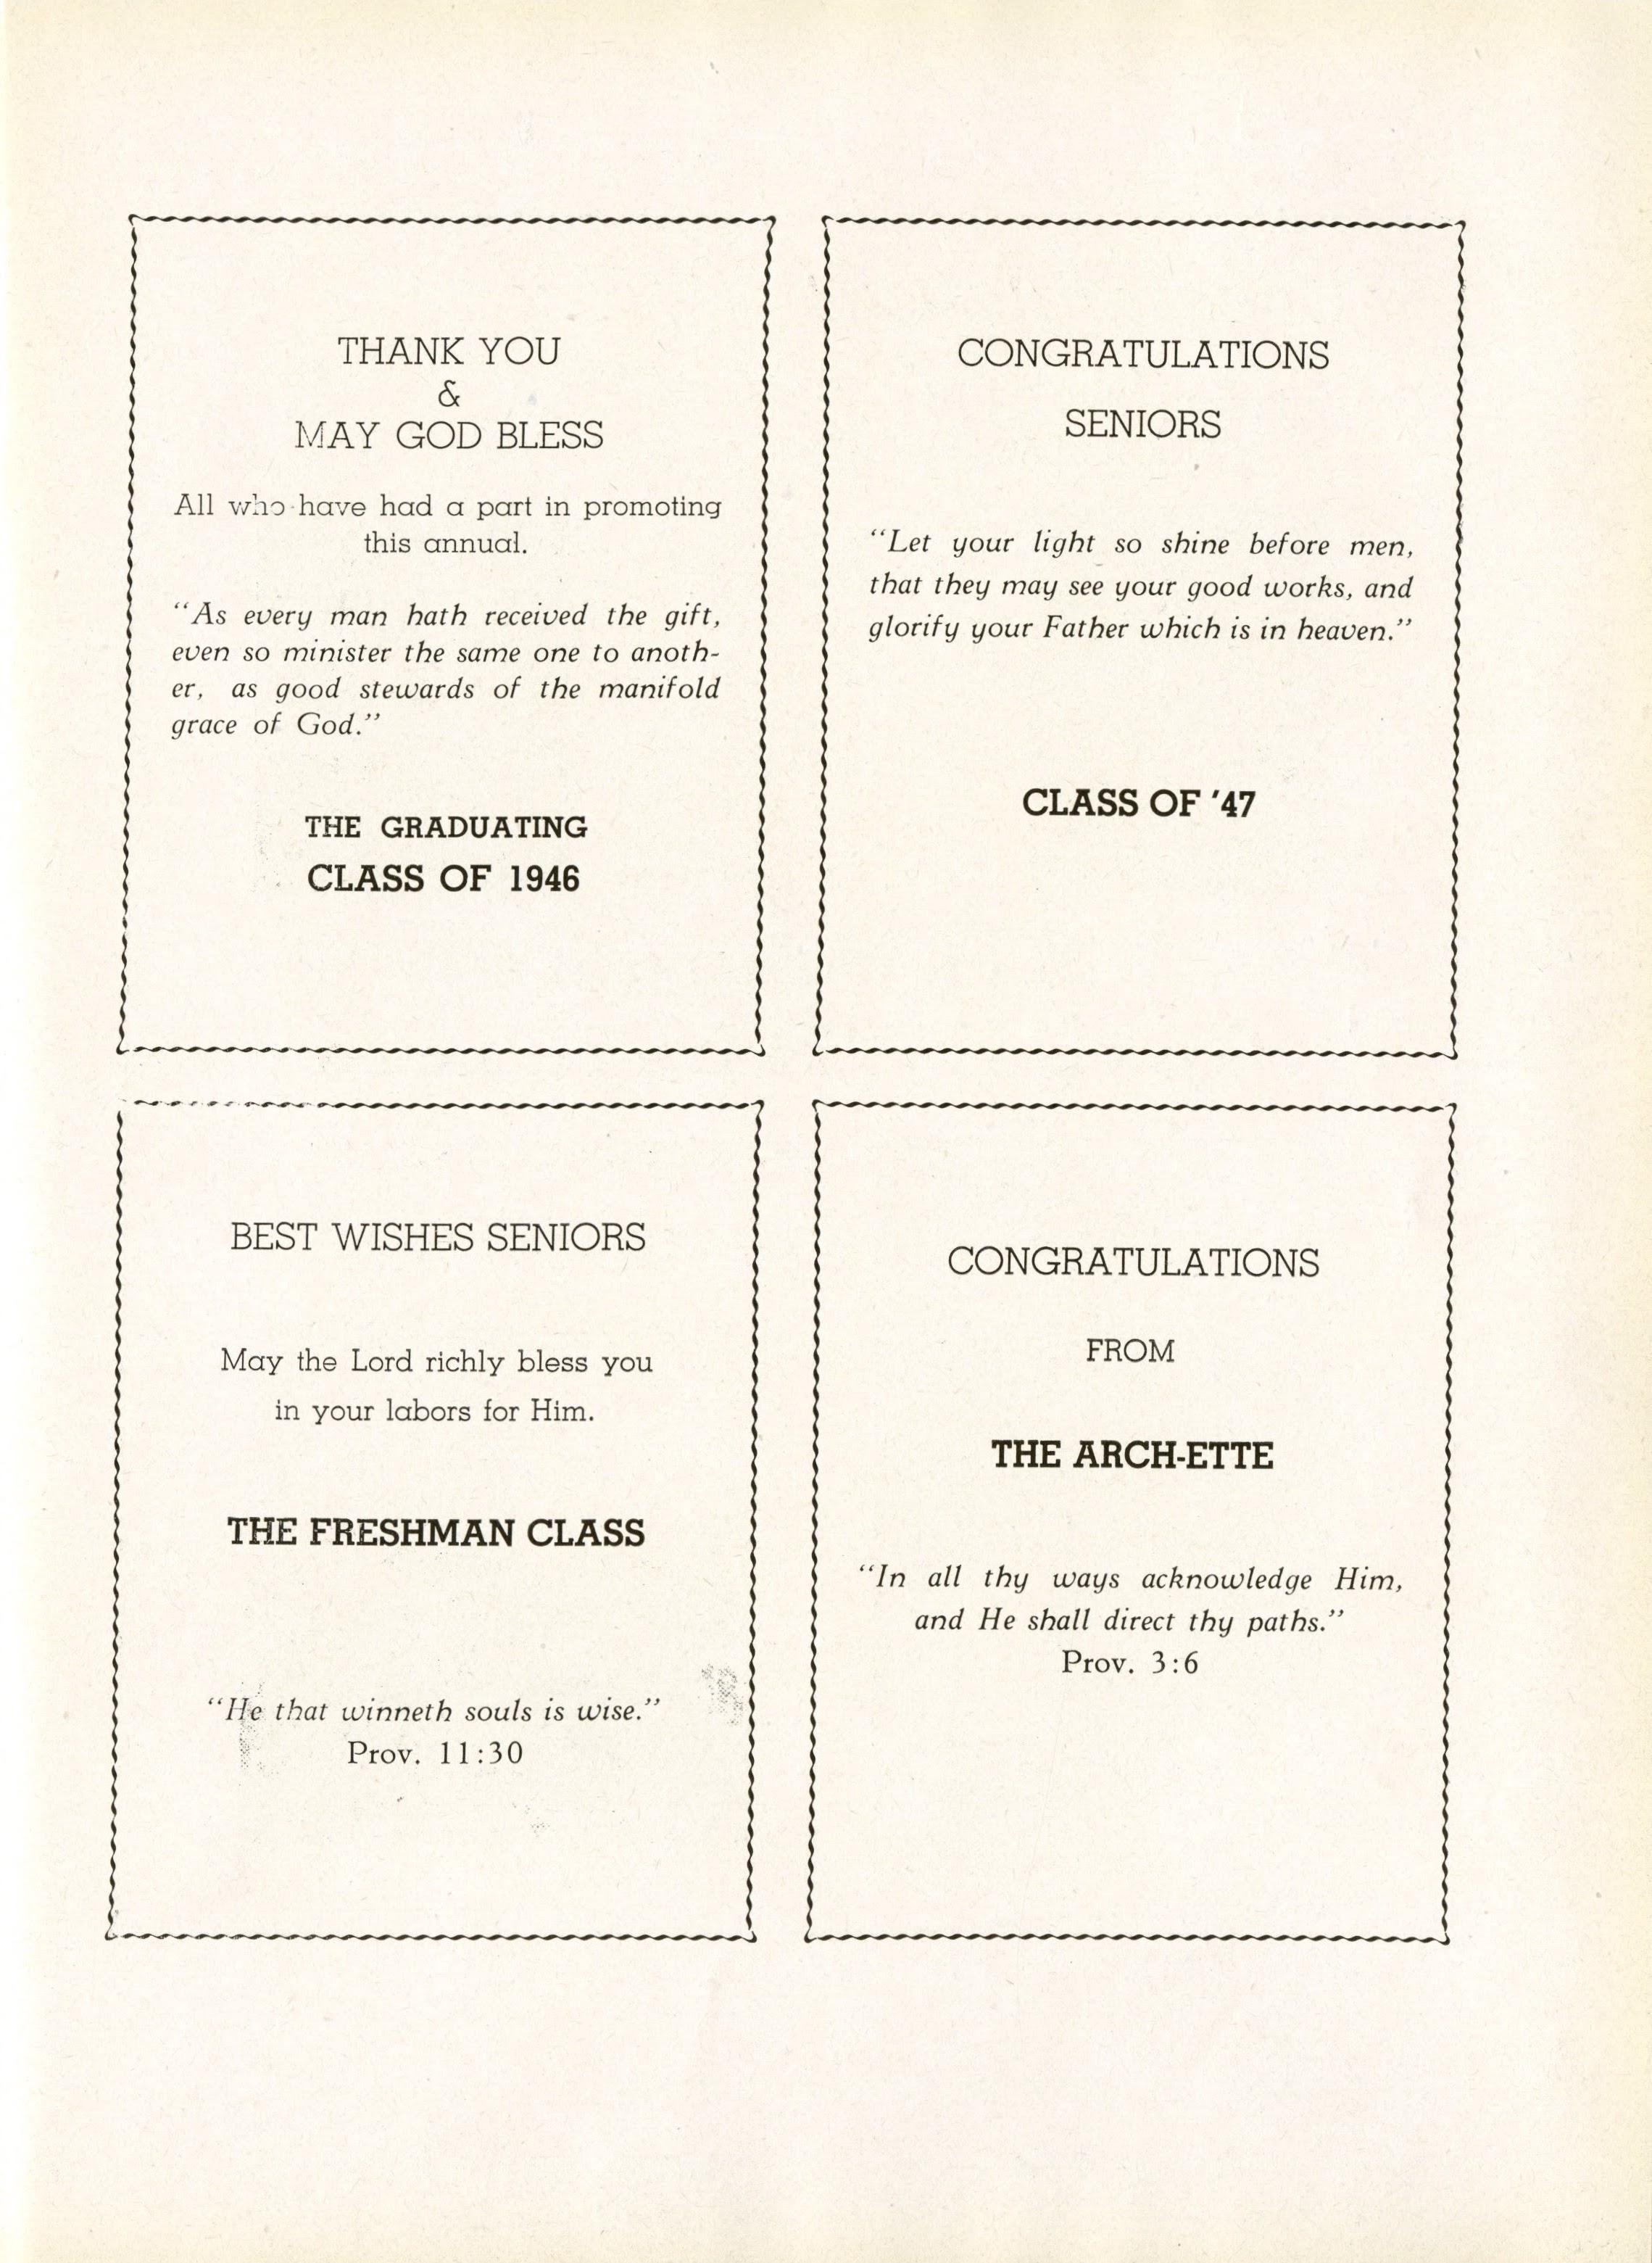 THANK YOU
&
MAY GOD BLESS
All who have had a part in promoting
this annual.
“As every man hath received the gift,
even so minister the same one to anoth-
er, as good stewards of the manifold
grace of God.”
THE GRADUATING
CLASS OF 1946
CONGRATULATIONS
SENIORS
“Let your light so shine before men,
that they may see your good works, and
glorify your Father which is in heaven.”
CLASS OF ’47
BEST WISHES SENIORS
May the Lord richly bless you
in your labors for Him.
THE FRESHMAN CLASS
“He that winneth souls is wise.”
Prov. 11:30
CONGRATULATIONS
FROM
THE ARCH-ETTE
“In all thy ways acknowledge Him,
and He shall direct thy paths.”
Prov. 3:6